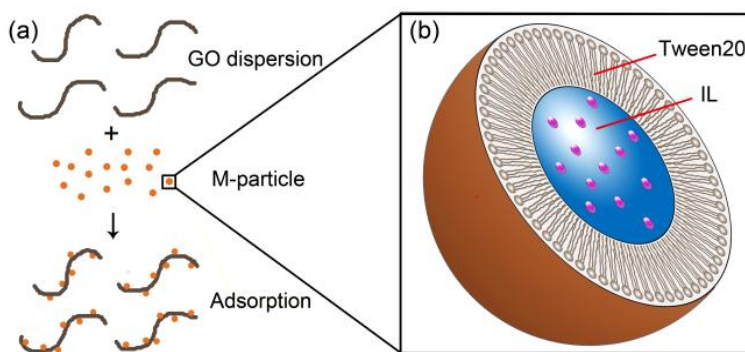 (a)
GO dispersion
+
M-particle
Adsorption
(b)
Tween20
IL